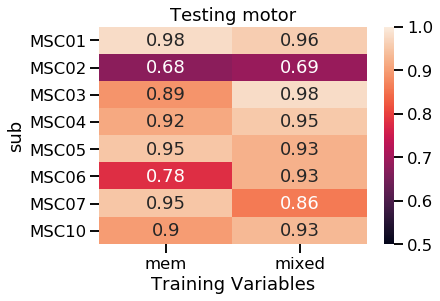 Testing motor
MSC01 0.98 0.96
MSC02 0.68 0.69
MSC03 0.89 0.98
MSC04 0.92 0.95
MSC05 0.95 0.93
MSC06 0.78 0.93
MSC07 0.95 0.86
MSC10 0.9 0.93
sub
mem mixed
Training Variables
1.0
0.9
0.8
0.7
0.6
0.5